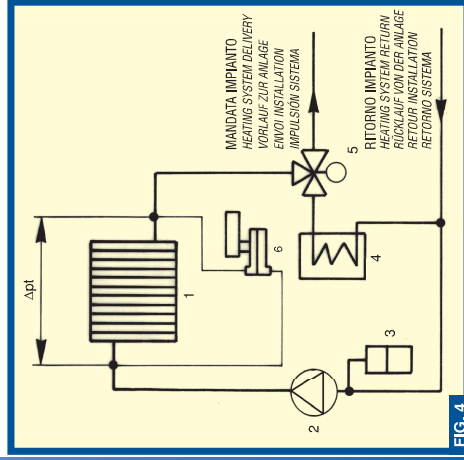 Δpt
1
2
3
4
5
6
MANDATA IMPIANTO
HEATING SYSTEM DELIVERY
VORLAUF ZUR ANLAGE
ENVOI INSTALLATION
IMPULSIÓN SISTEMA
RITORNO IMPIANTO
HEATING SYSTEM RETURN
RÜCKLAUF VON DER ANLAGE
RETOUR INSTALLATION
RETORNO SISTEMA
FIG. 4